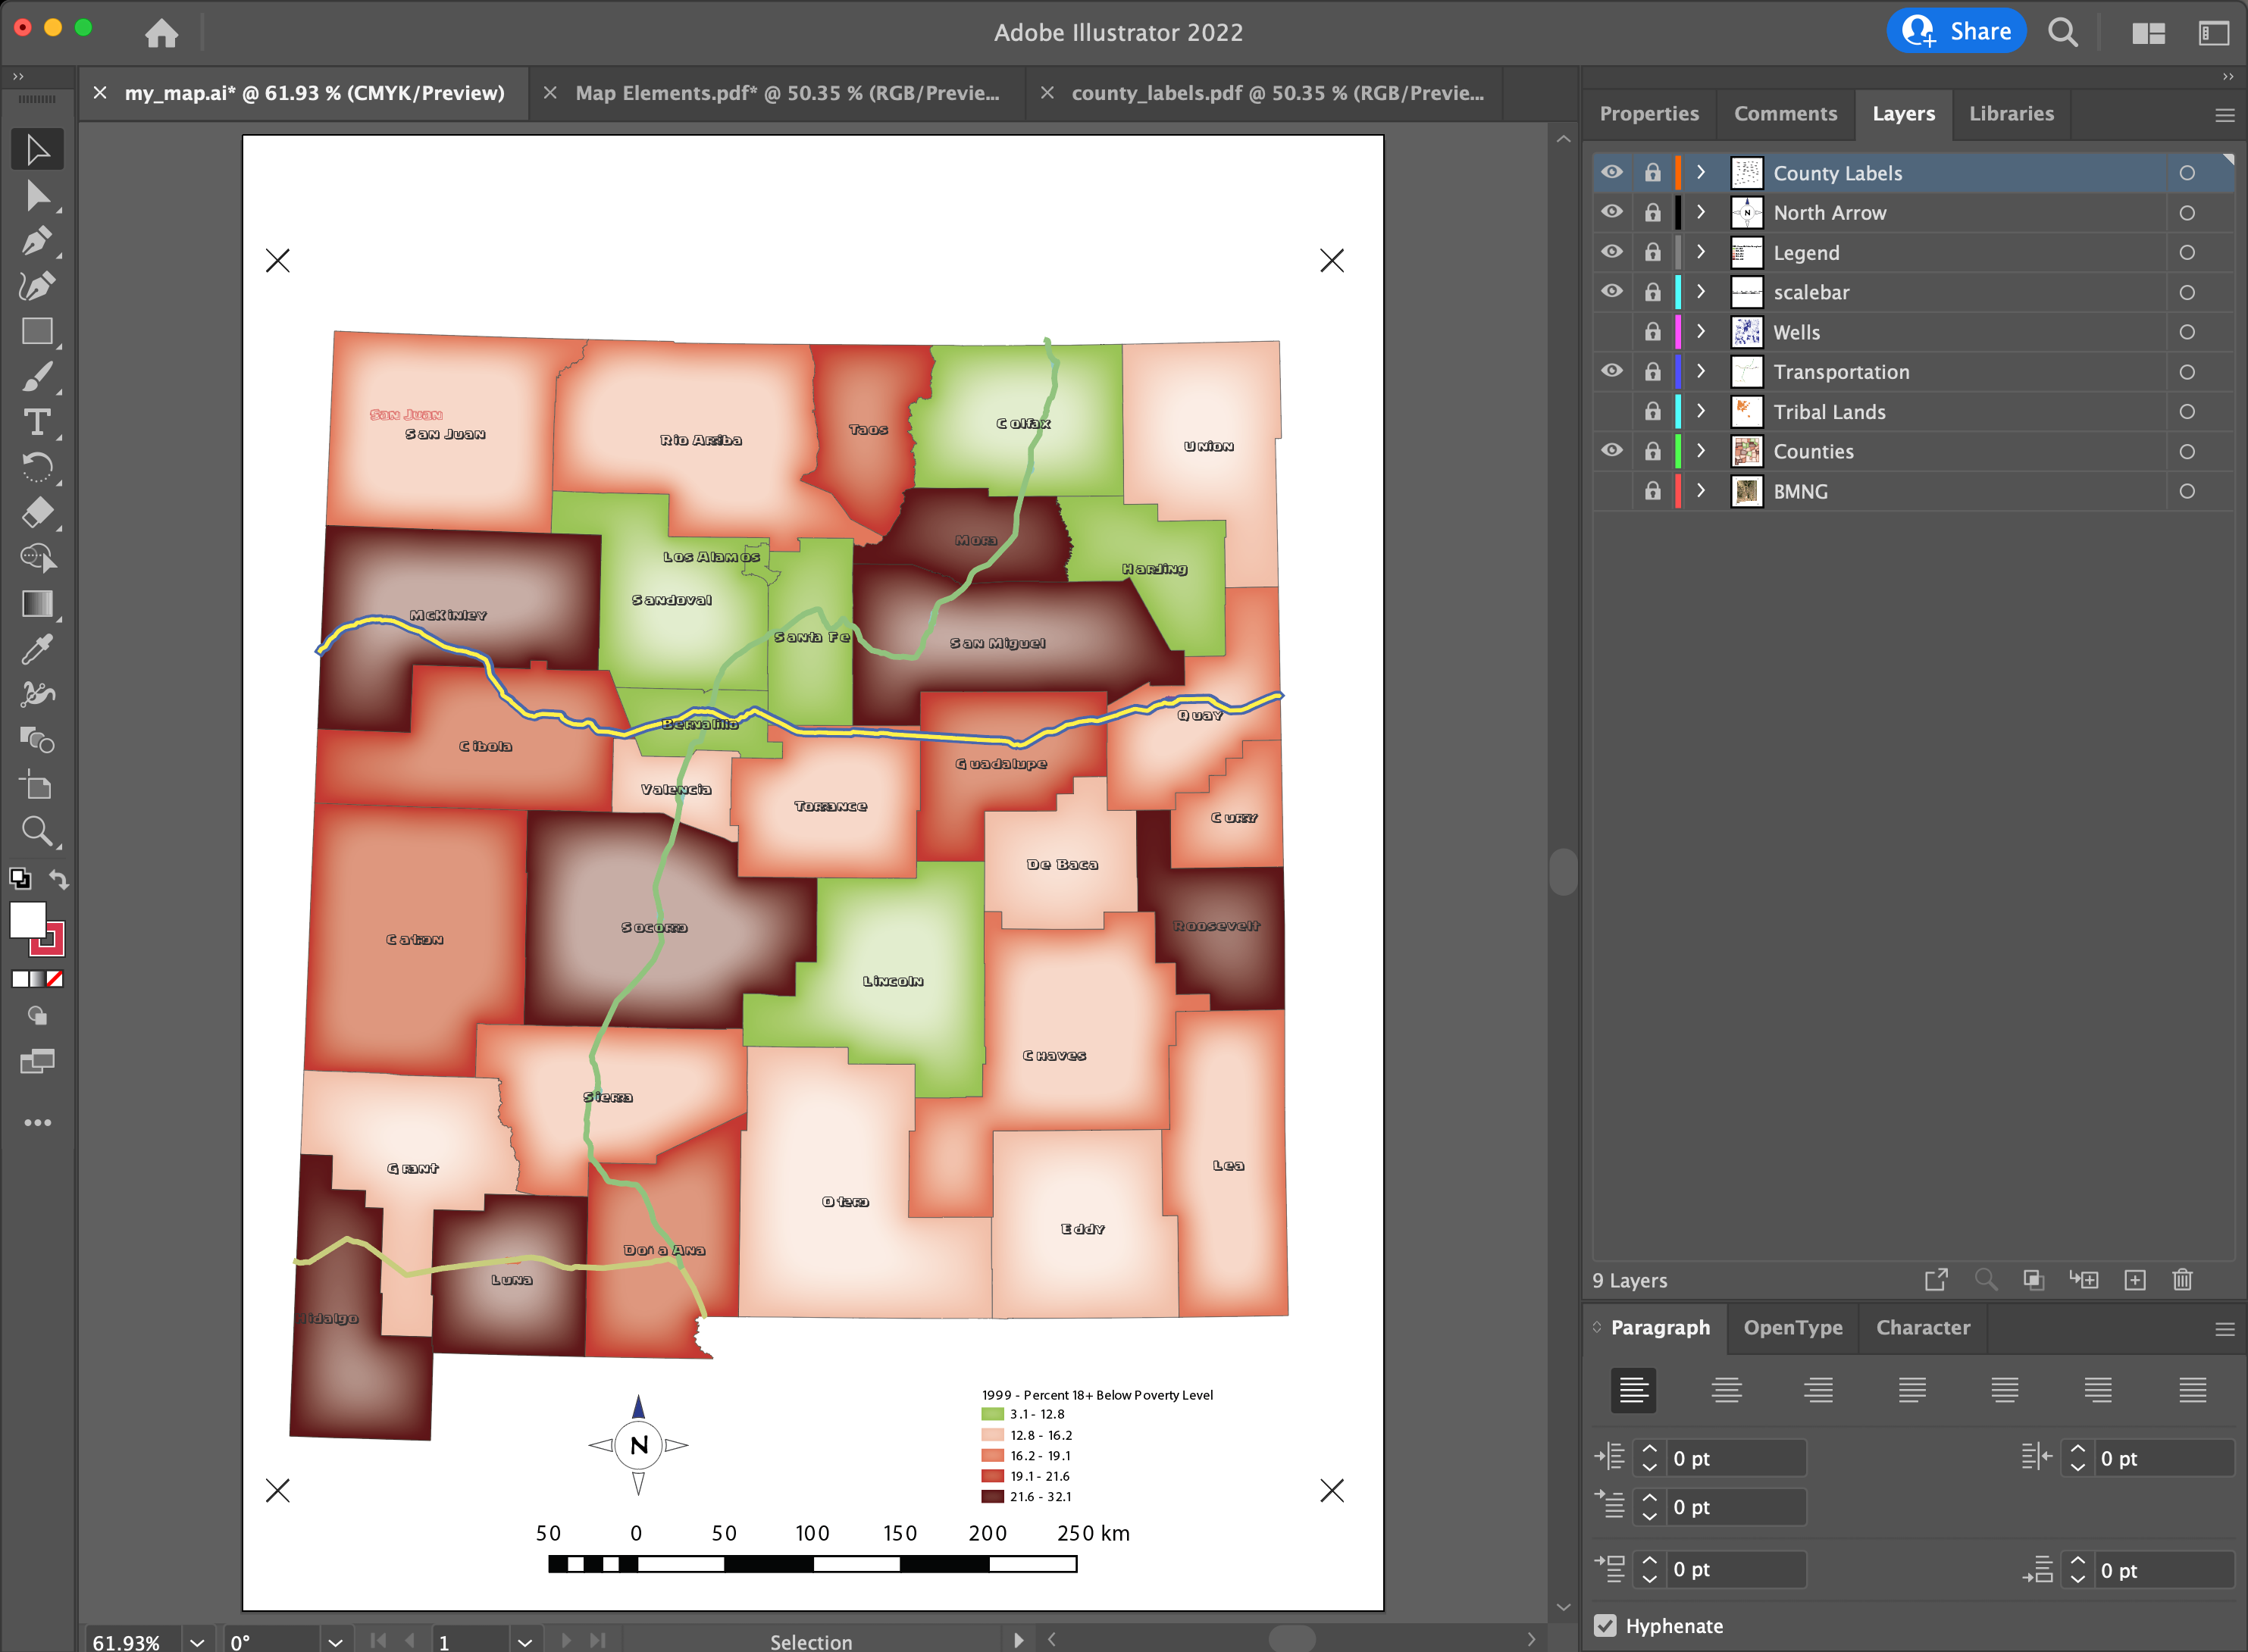 Adobe Illustrator 2022
Share
my_map.ai* @ 61.93 % (CMYK/Preview)
Map Elements.pdf* @ 50.35 % (RGB/Previe...
county_labels.pdf @ 50.35 % (RGB/Previe...
Properties
Comments
Layers
Libraries
County Labels
North Arrow
Legend
scalebar
Wells
Transportation
Tribal Lands
Counties
BMNG
San Juan
San Juan
Rio Arriba
Taos
Colfax
Union
Mora
Los Alamos
Harding
Sandoval
McKinley
Santa Fe
San Miguel
Bernalillo
Quay
Cibola
Guadalupe
Valencia
Torrance
Curry
De Baca
Catron
Socorro
Roosevelt
Lincoln
Chaves
Sierra
Grant
Lea
Otero
Eddy
Doña Ana
Luna
Hidalgo
N
1999 - Percent 18+ Below Poverty Level
3.1 - 12.8
12.8 - 16.2
16.2 - 19.1
19.1 - 21.6
21.6 - 32.1
50 0 50 100 150 200 250 km
9 Layers
Paragraph
OpenType
Character
0 pt
0 pt
0 pt
0 pt
0 pt
Hyphenate
61.93%
0°
1
Selection